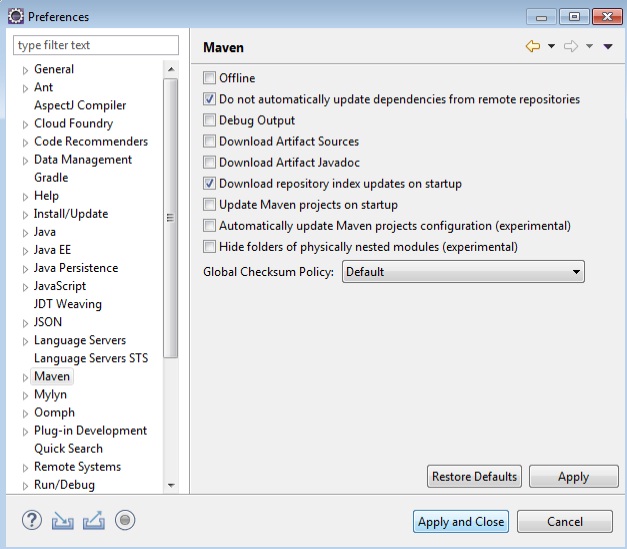 Preferences
type filter text
General
Ant
AspectJ Compiler
Cloud Foundry
Code Recommenders
Data Management
Gradle
Help
Install/Update
Java
Java EE
Java Persistence
JavaScript
JDT Weaving
JSON
Language Servers
Language Servers STS
Maven
Mylyn
Oomph
Plug-in Development
Quick Search
Remote Systems
Run/Debug
Maven
Offline
Do not automatically update dependencies from remote repositories
Debug Output
Download Artifact Sources
Download Artifact Javadoc
Download repository index updates on startup
Update Maven projects on startup
Automatically update Maven projects configuration (experimental)
Hide folders of physically nested modules (experimental)
Global Checksum Policy: Default
Restore Defaults Apply
Apply and Close Cancel